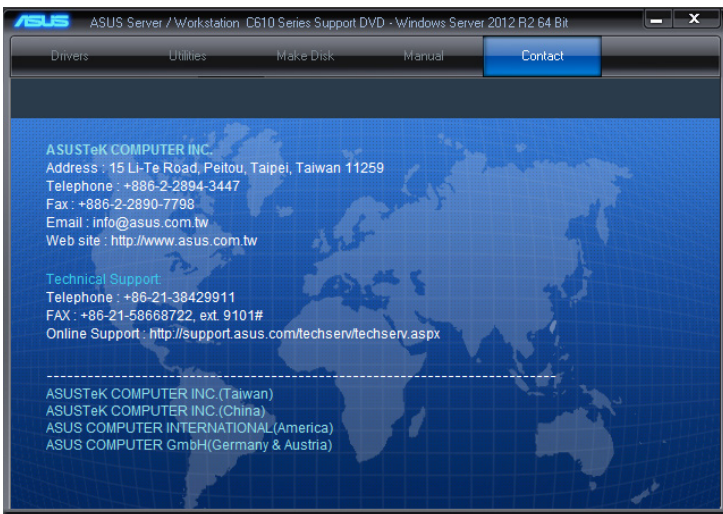 ASUS ASUS Server / Workstation C610 Series Support DVD - Windows Server 2012 R2 64 Bit
Drivers Utilities Make Disk Manual Contact
ASUSTeK COMPUTER INC.
Address : 15 Li-Te Road, Peitou, Taipei, Taiwan 11259
Telephone : +886-2-2894-3447
Fax : +886-2-2890-7798
Email : info@asus.com.tw
Web site : http://www.asus.com.tw
Technical Support:
Telephone : +86-21-38429911
FAX : +86-21-58668722, ext. 9101#
Online Support : http://support.asus.com/techserv/techserv.aspx
ASUSTeK COMPUTER INC.(Taiwan)
ASUSTeK COMPUTER INC.(China)
ASUS COMPUTER INTERNATIONAL(America)
ASUS COMPUTER GmbH(Germany & Austria)